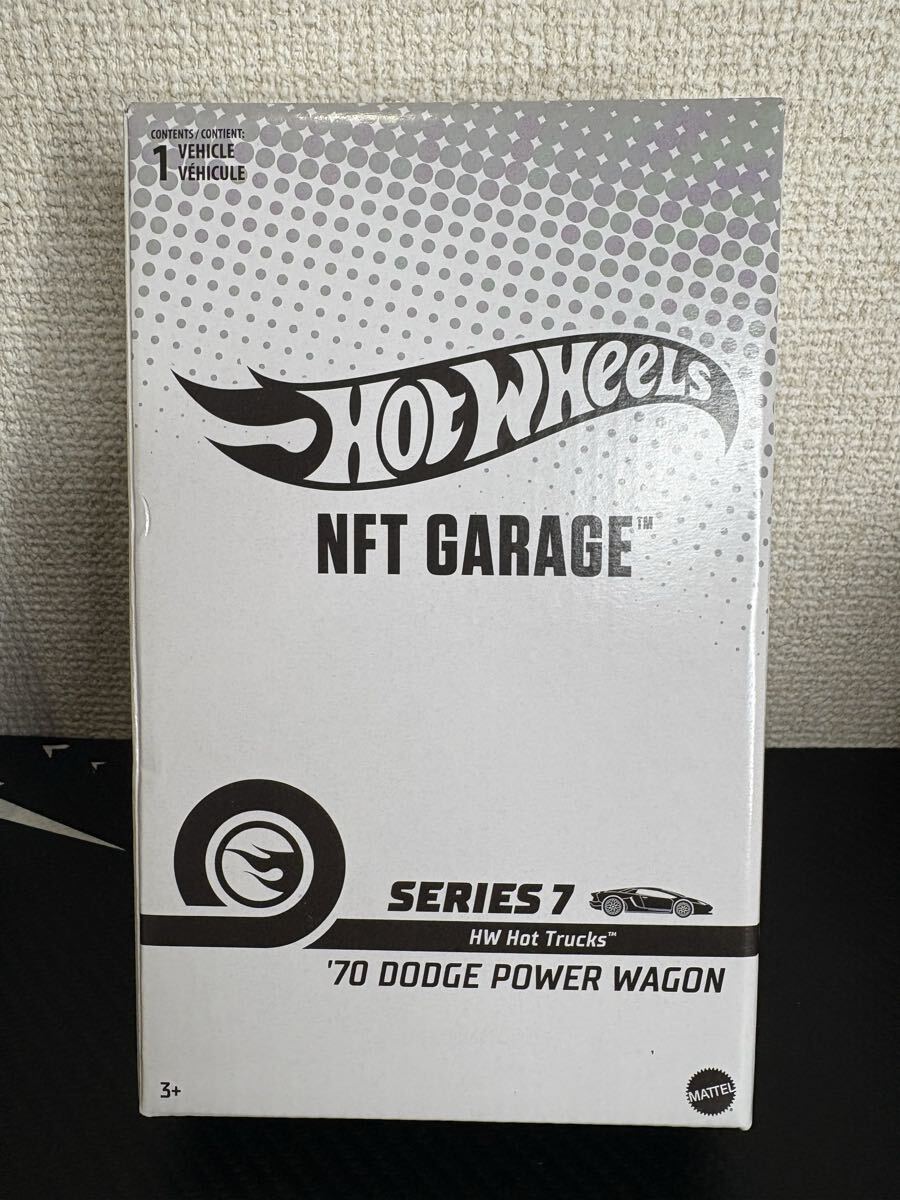 CONTENTS / CONTIENT:
1 VEHICLE
VÉHICULE
HOT WHEELS
NFT GARAGE™
SERIES 7
HW Hot Trucks™
'70 DODGE POWER WAGON
3+
MATTEL®